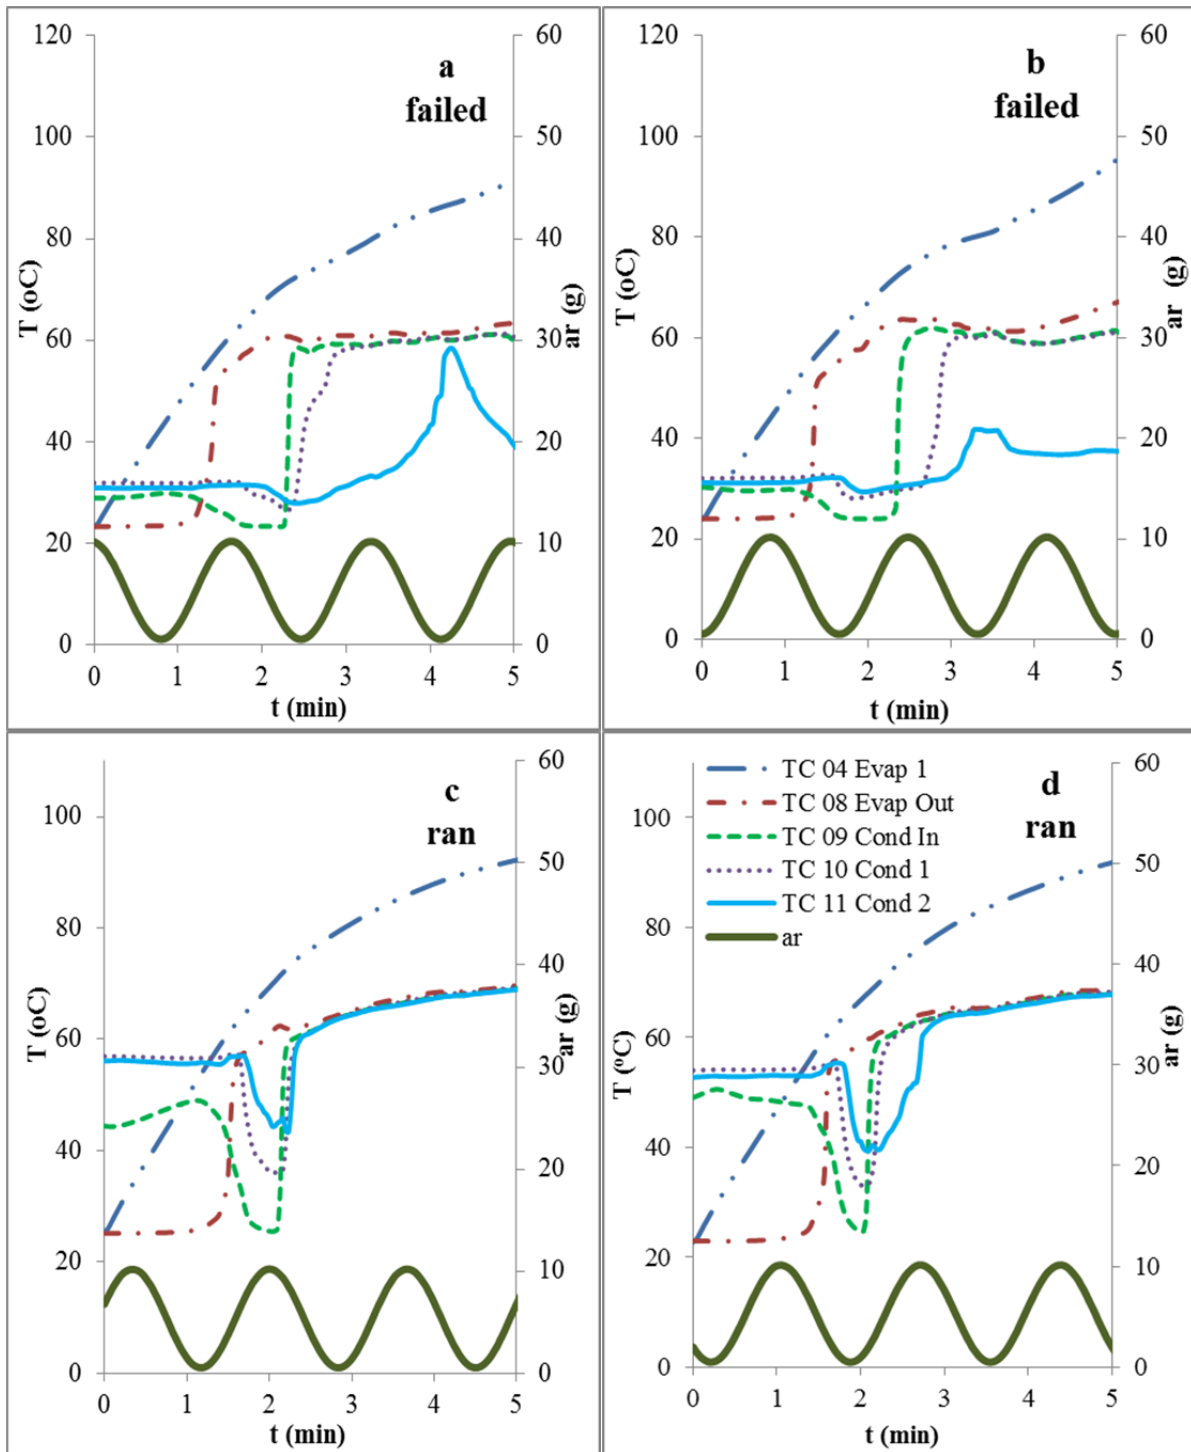 a
failed
120
100
80
60
40
20
0
60
50
40
30
20
10
0
T (oC)
ar (g)
0 1 2 3 4 5
t (min)
b
failed
120
100
80
60
40
20
0
60
50
40
30
20
10
0
T (oC)
ar (g)
0 1 2 3 4 5
t (min)
c
ran
100
80
60
40
20
0
60
50
40
30
20
10
0
T (oC)
ar (g)
0 1 2 3 4 5
t (min)
d
ran
TC 04 Evap 1
TC 08 Evap Out
TC 09 Cond In
TC 10 Cond 1
TC 11 Cond 2
ar
100
80
60
40
20
0
60
50
40
30
20
10
0
T (°C)
ar (g)
0 1 2 3 4 5
t (min)